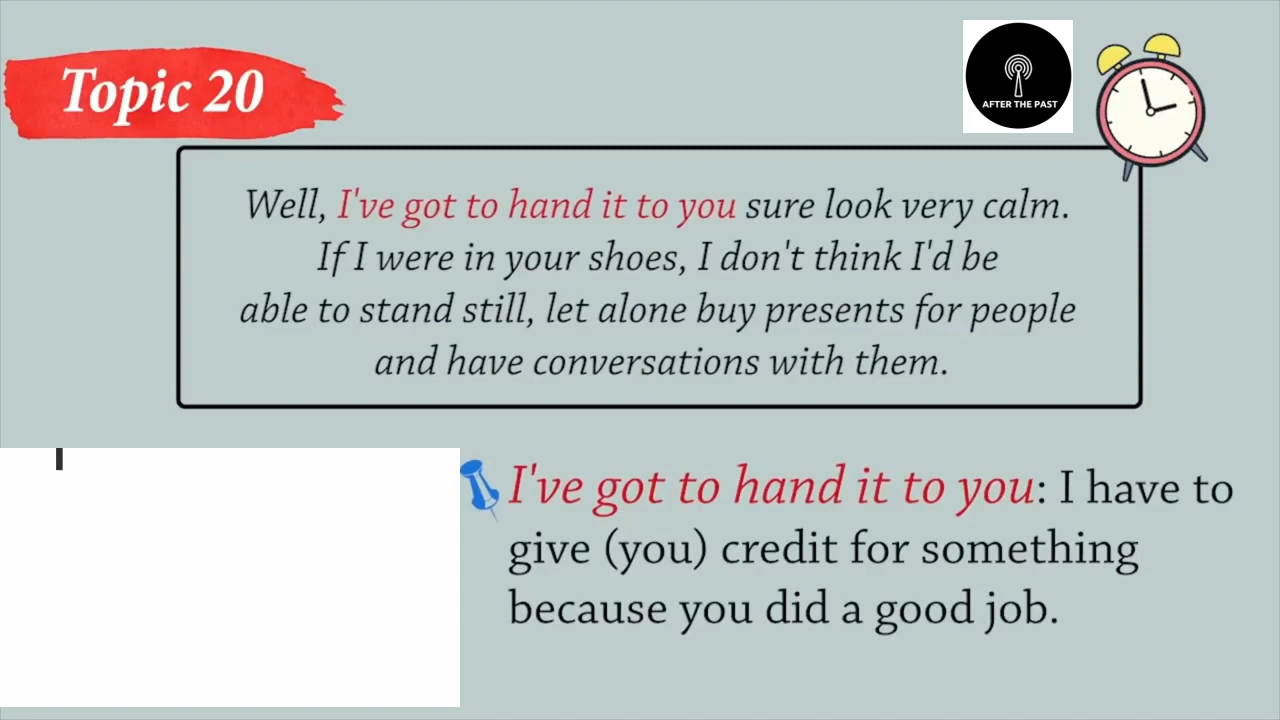 Topic 20
AFTER THE PAST
Well, I've got to hand it to you sure look very calm.
If I were in your shoes, I don't think I'd be
able to stand still, let alone buy presents for people
and have conversations with them.
I've got to hand it to you: I have to
give (you) credit for something
because you did a good job.